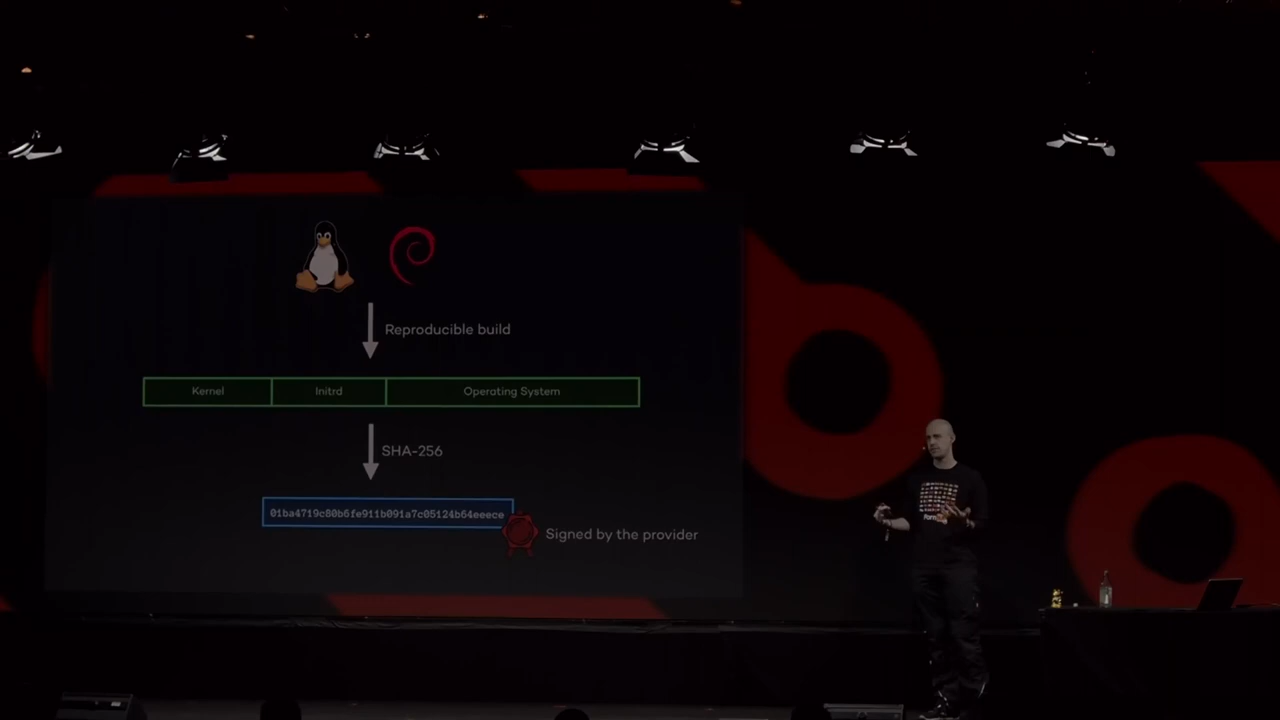 Reproducible build
Kernel Initrd Operating System
SHA-256
01ba4719c80b6fe911b091a7c05124b64eeece
Signed by the provider